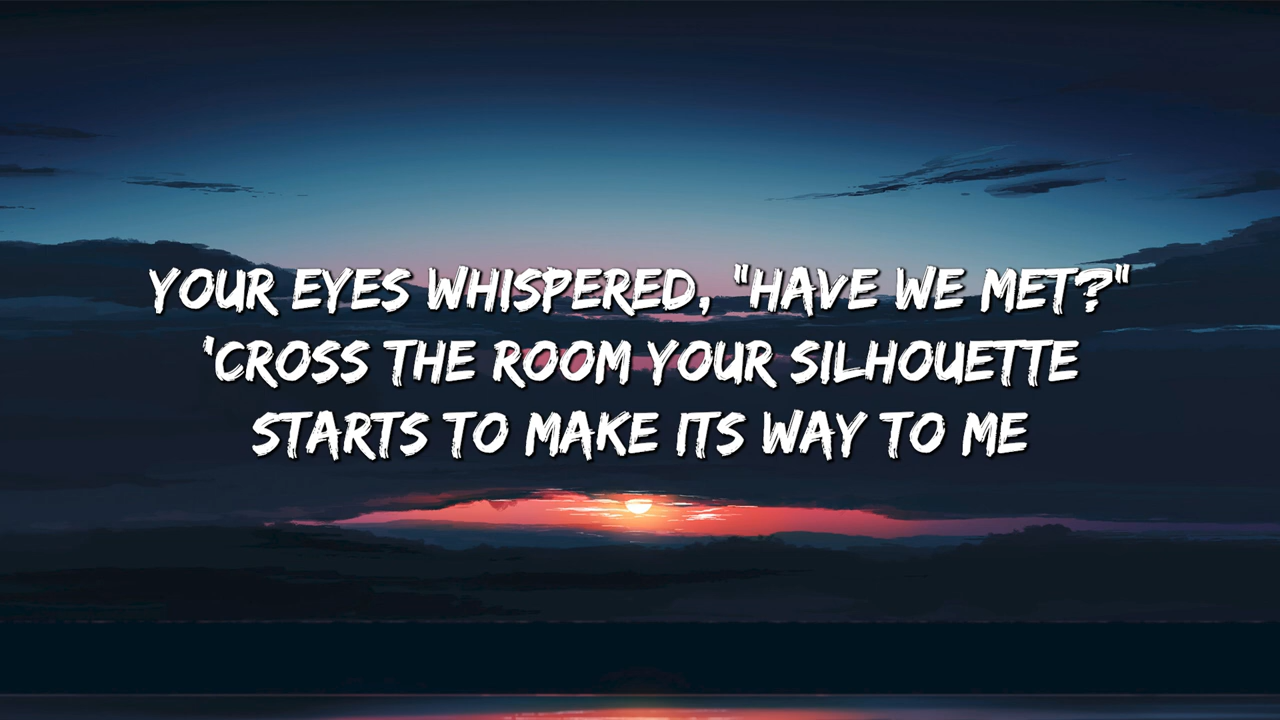 YOUR EYES WHISPERED, "HAVE WE MET?"
'CROSS THE ROOM YOUR SILHOUETTE
STARTS TO MAKE ITS WAY TO ME